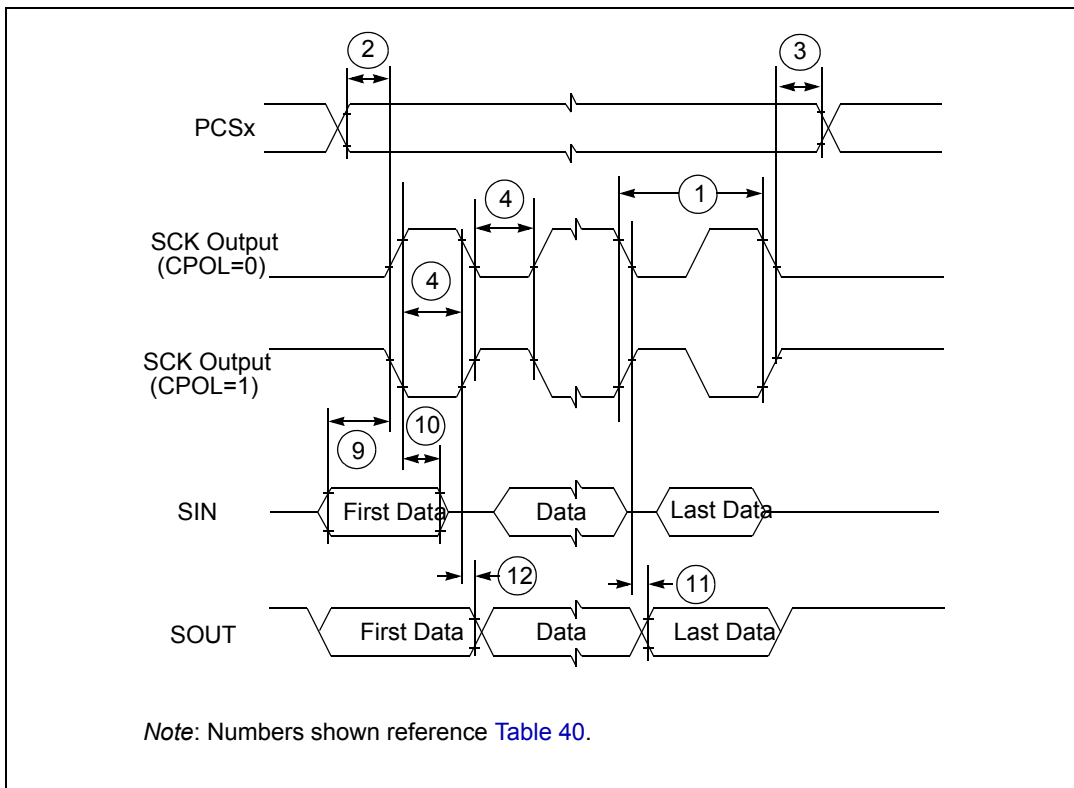 2
3
PCSx
4
1
SCK Output
(CPOL=0)
4
SCK Output
(CPOL=1)
9
10
SIN
First Data
Data
Last Data
12
11
SOUT
First Data
Data
Last Data
Note: Numbers shown reference Table 40.